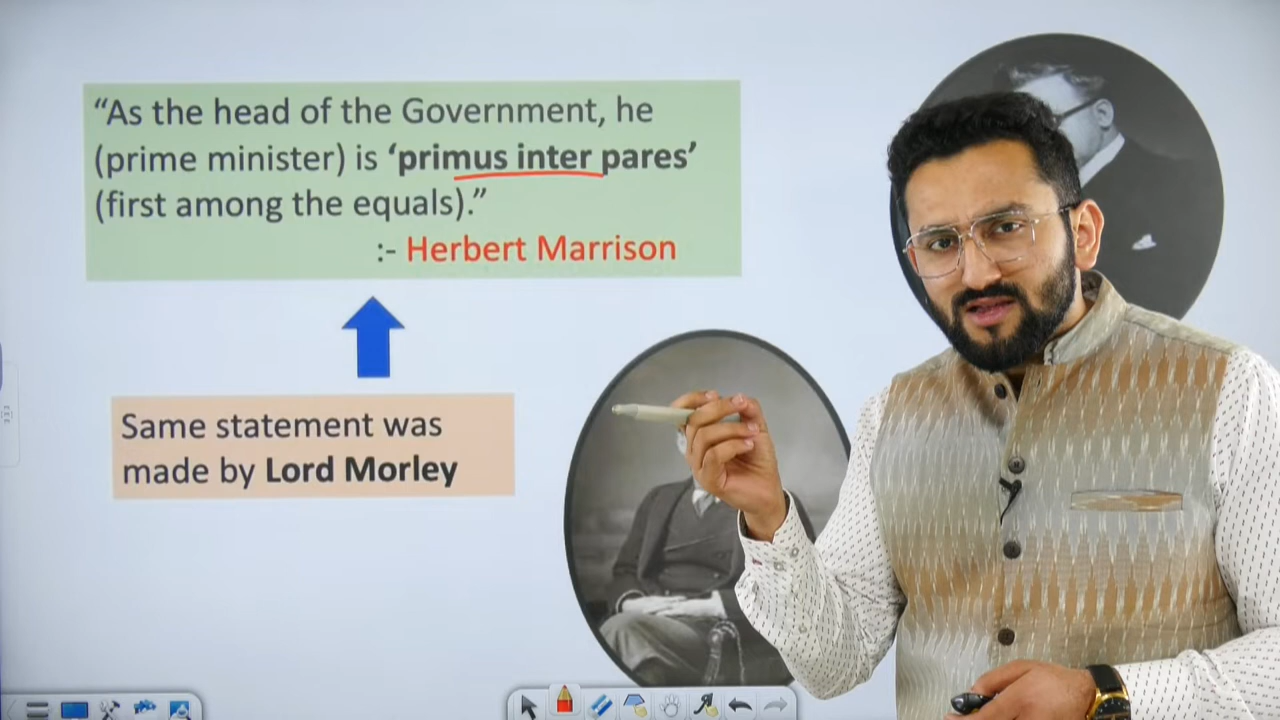 “As the head of the Government, he
(prime minister) is ‘primus inter pares’
(first among the equals).”
:- Herbert Marrison
Same statement was
made by Lord Morley